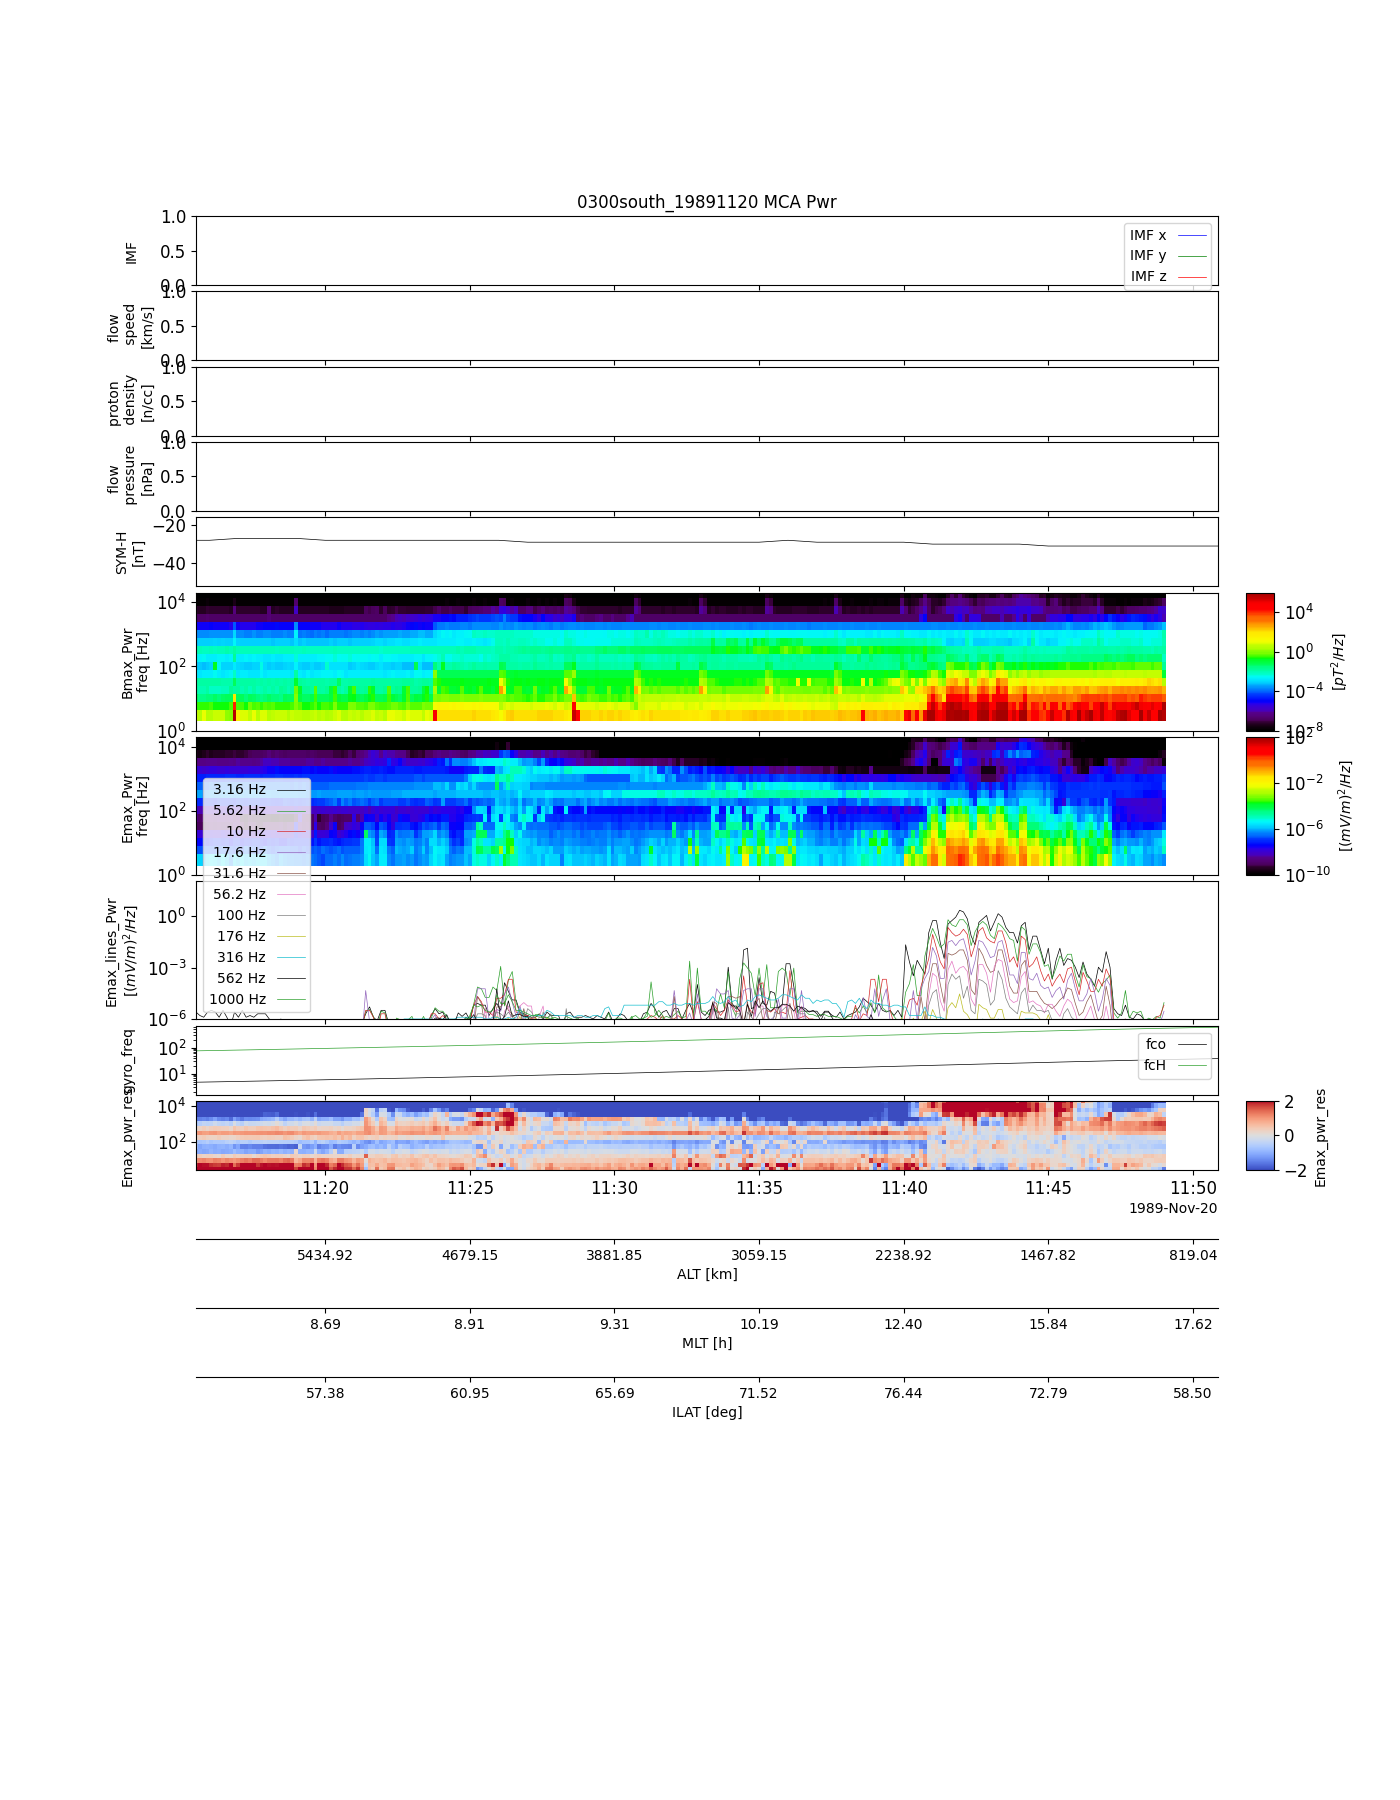 0300south_19891120 MCA Pwr
IMF
1.0
0.5
0.0
IMF x
IMF y
IMF z
flow
speed
[km/s]
1.0
0.5
0.0
proton
density
[n/cc]
1.0
0.5
0.0
flow
pressure
[nPa]
1.0
0.5
0.0
SYM-H
[nT]
−20
−40
Bmax_Pwr
freq [Hz]
10^4
10^2
10^0
10^4
10^0
10^−4
10^−8
[pT^2/Hz]
Emax_Pwr
freq [Hz]
10^4
10^2
10^0
10^2
10^−2
10^−6
10^−10
[(mV/m)^2/Hz]
3.16 Hz
5.62 Hz
10 Hz
17.6 Hz
31.6 Hz
56.2 Hz
100 Hz
176 Hz
316 Hz
562 Hz
1000 Hz
Emax_lines_Pwr
[(mV/m)^2/Hz]
10^0
10^−3
10^−6
gyro_freq
10^2
10^1
fco
fcH
Emax_pwr_res
10^4
10^2
2
0
−2
Emax_pwr_res
11:20 11:25 11:30 11:35 11:40 11:45 11:50
1989-Nov-20
5434.92 4679.15 3881.85 3059.15 2238.92 1467.82 819.04
ALT [km]
8.69 8.91 9.31 10.19 12.40 15.84 17.62
MLT [h]
57.38 60.95 65.69 71.52 76.44 72.79 58.50
ILAT [deg]